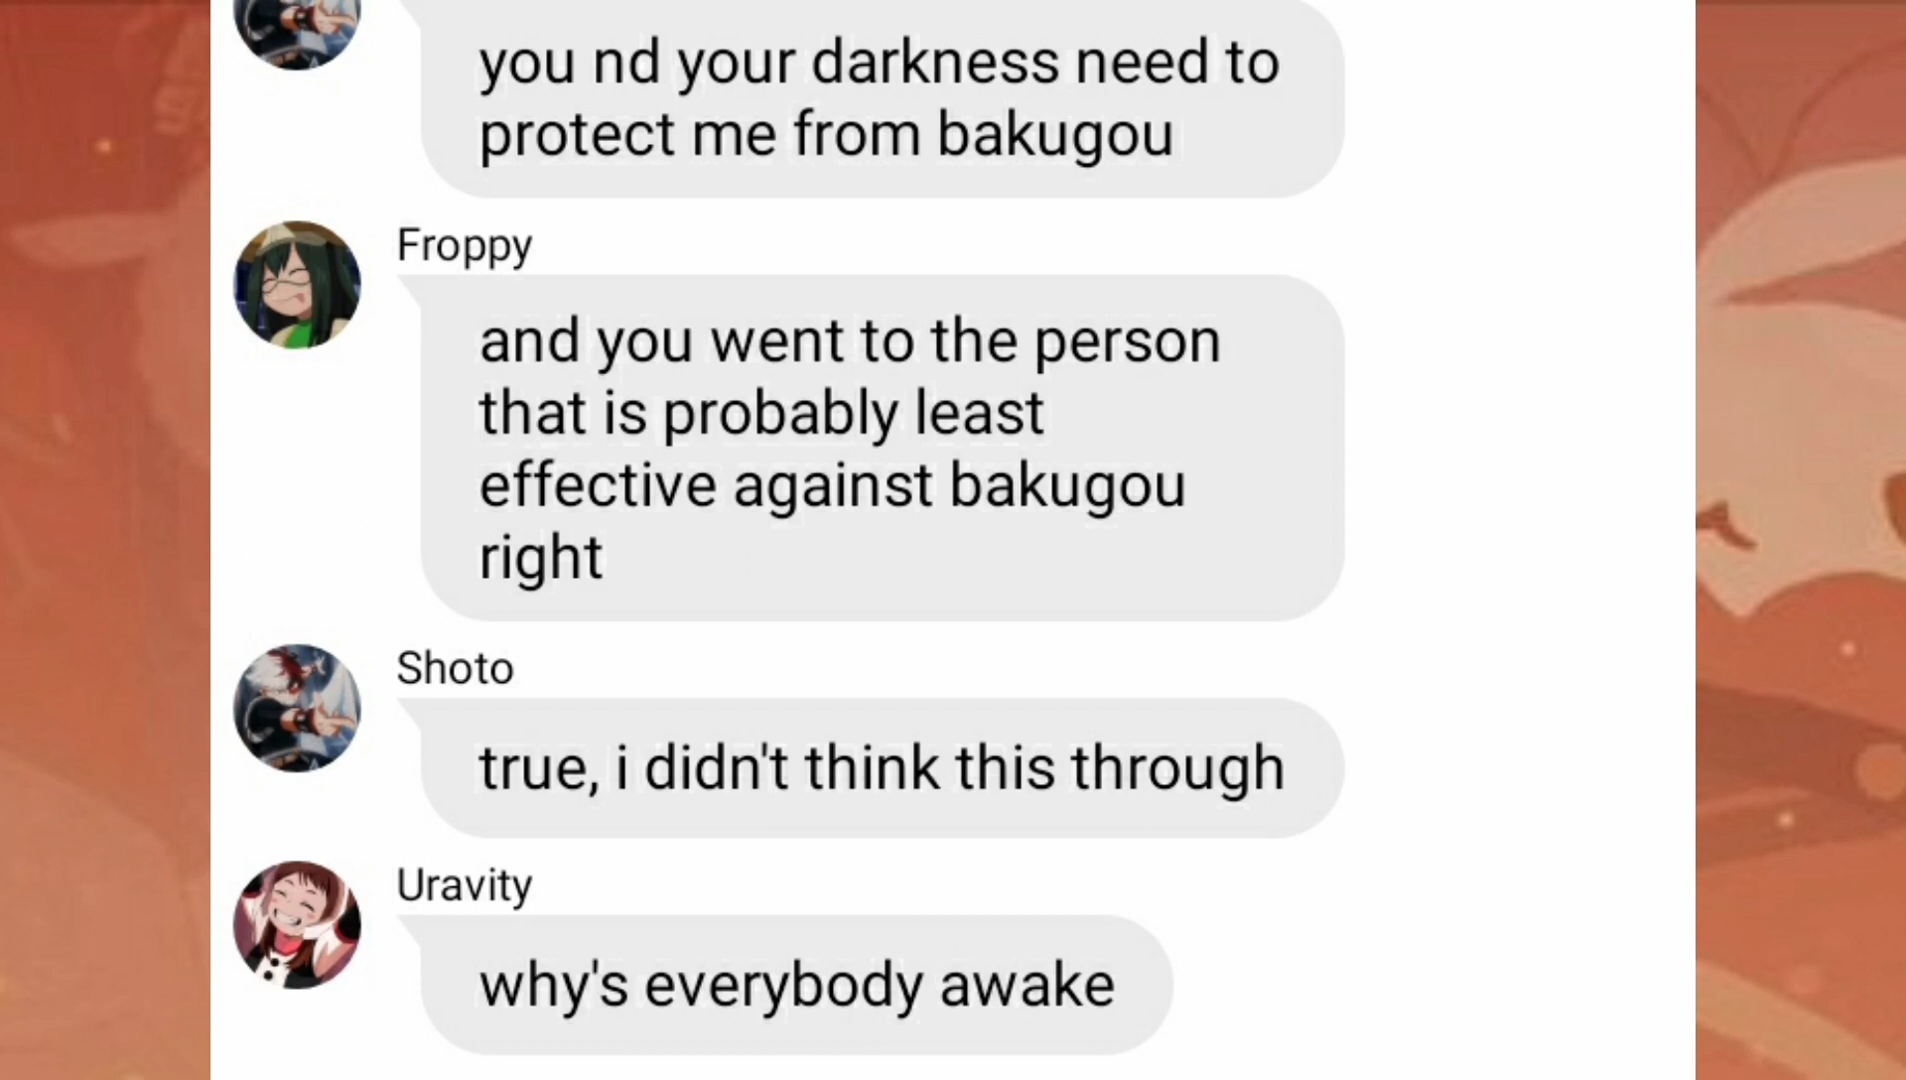 you nd your darkness need to
protect me from bakugou
Froppy
and you went to the person
that is probably least
effective against bakugou
right
Shoto
true, i didn't think this through
Uravity
why's everybody awake